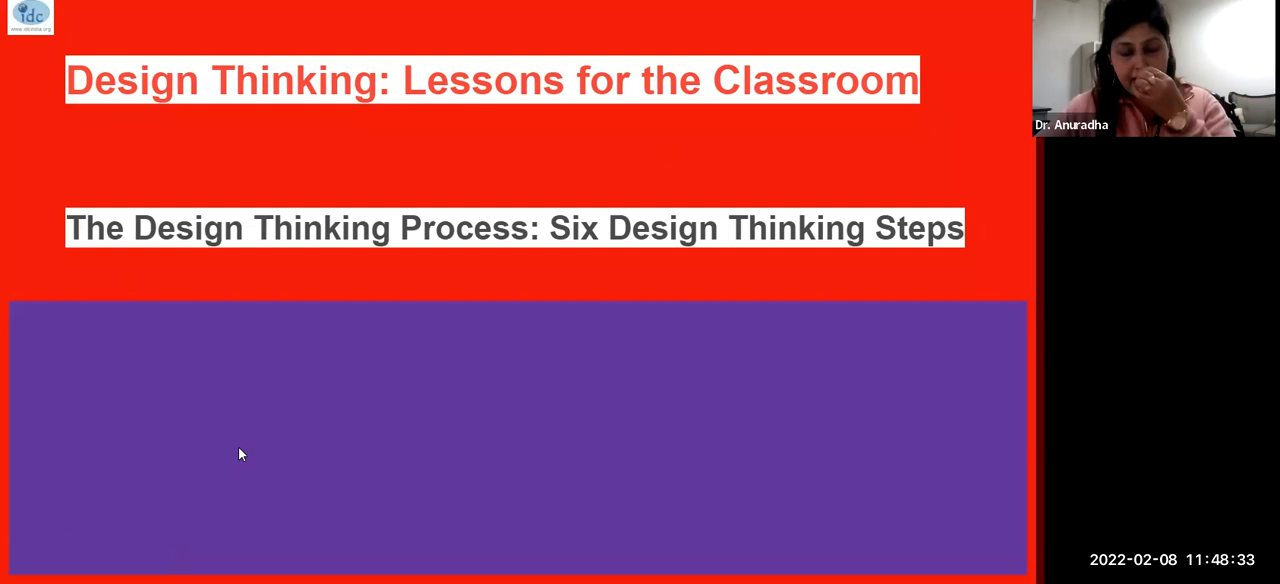 idc
Design Thinking: Lessons for the Classroom
The Design Thinking Process: Six Design Thinking Steps
Dr. Anuradha
2022-02-08 11:48:33